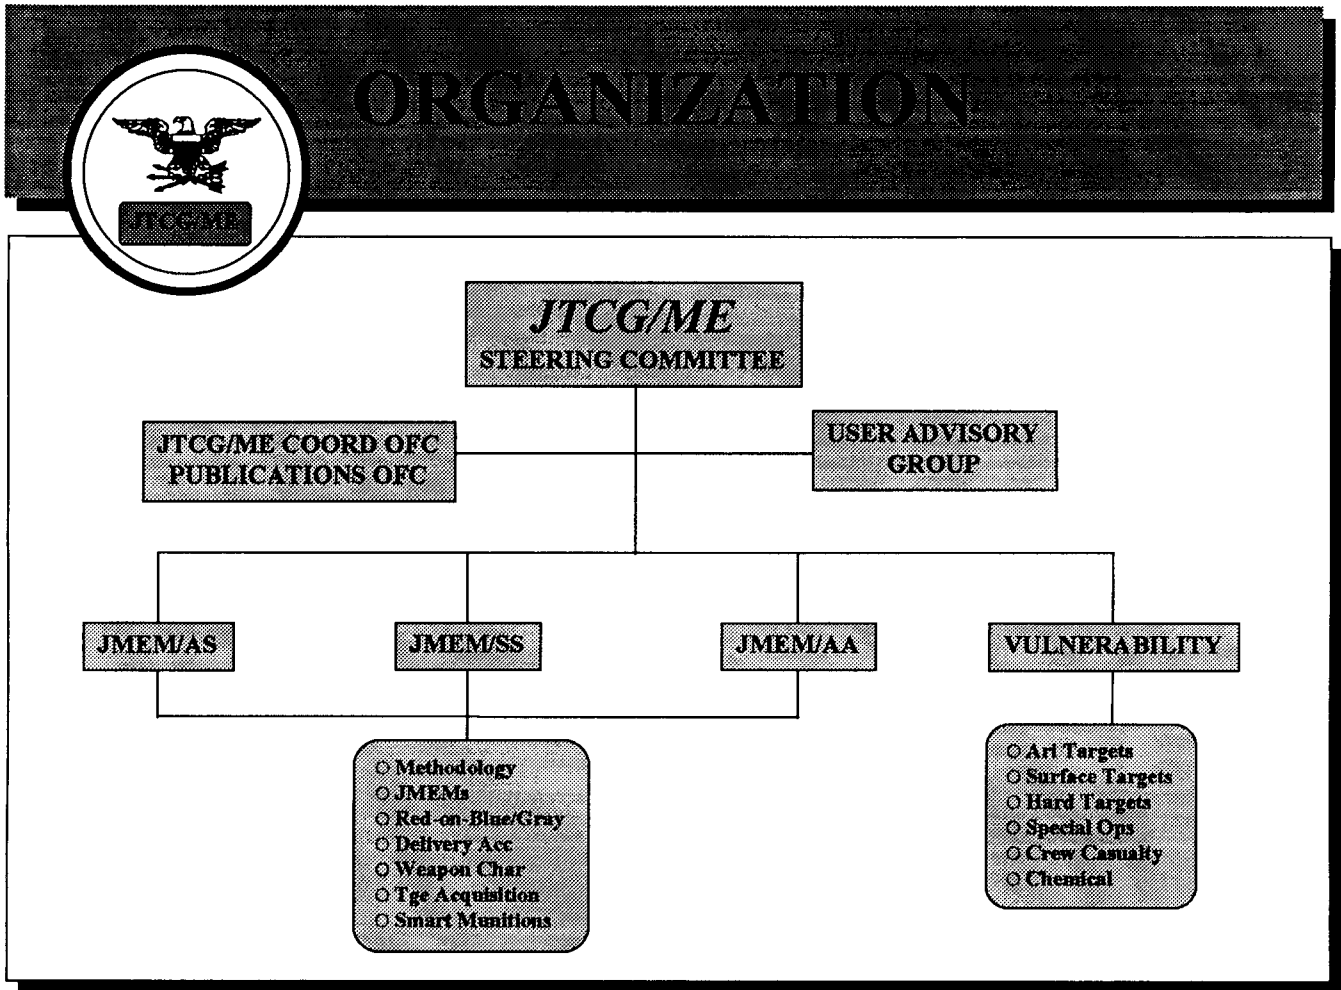 ORGANIZATION
JTCG/ME
JTCG/ME
STEERING COMMITTEE
JTCG/ME COORD OFC
PUBLICATIONS OFC
USER ADVISORY
GROUP
JMEM/AS
JMEM/SS
JMEM/AA
VULNERABILITY
Methodology
JMEMs
Red-on-Blue/Gray
Delivery Acc
Weapon Char
Tge Acquisition
Smart Munitions
Art Targets
Surface Targets
Hard Targets
Special Ops
Crew Casualty
Chemical